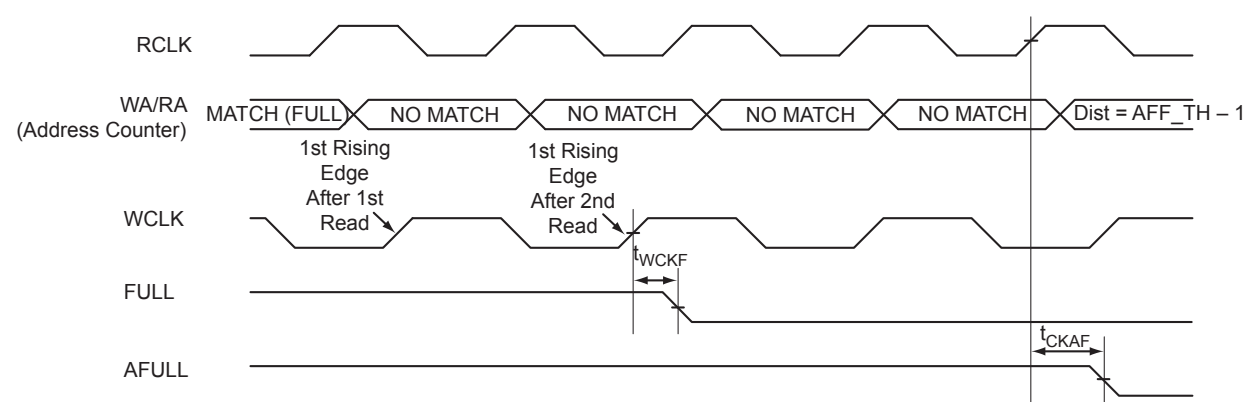 RCLK
WA/RA
(Address Counter)
MATCH (FULL)
NO MATCH
NO MATCH
NO MATCH
NO MATCH
Dist = AFF_TH – 1
1st Rising
Edge
After 1st
Read
1st Rising
Edge
After 2nd
Read
WCLK
tWCKF
FULL
tCKAF
AFULL